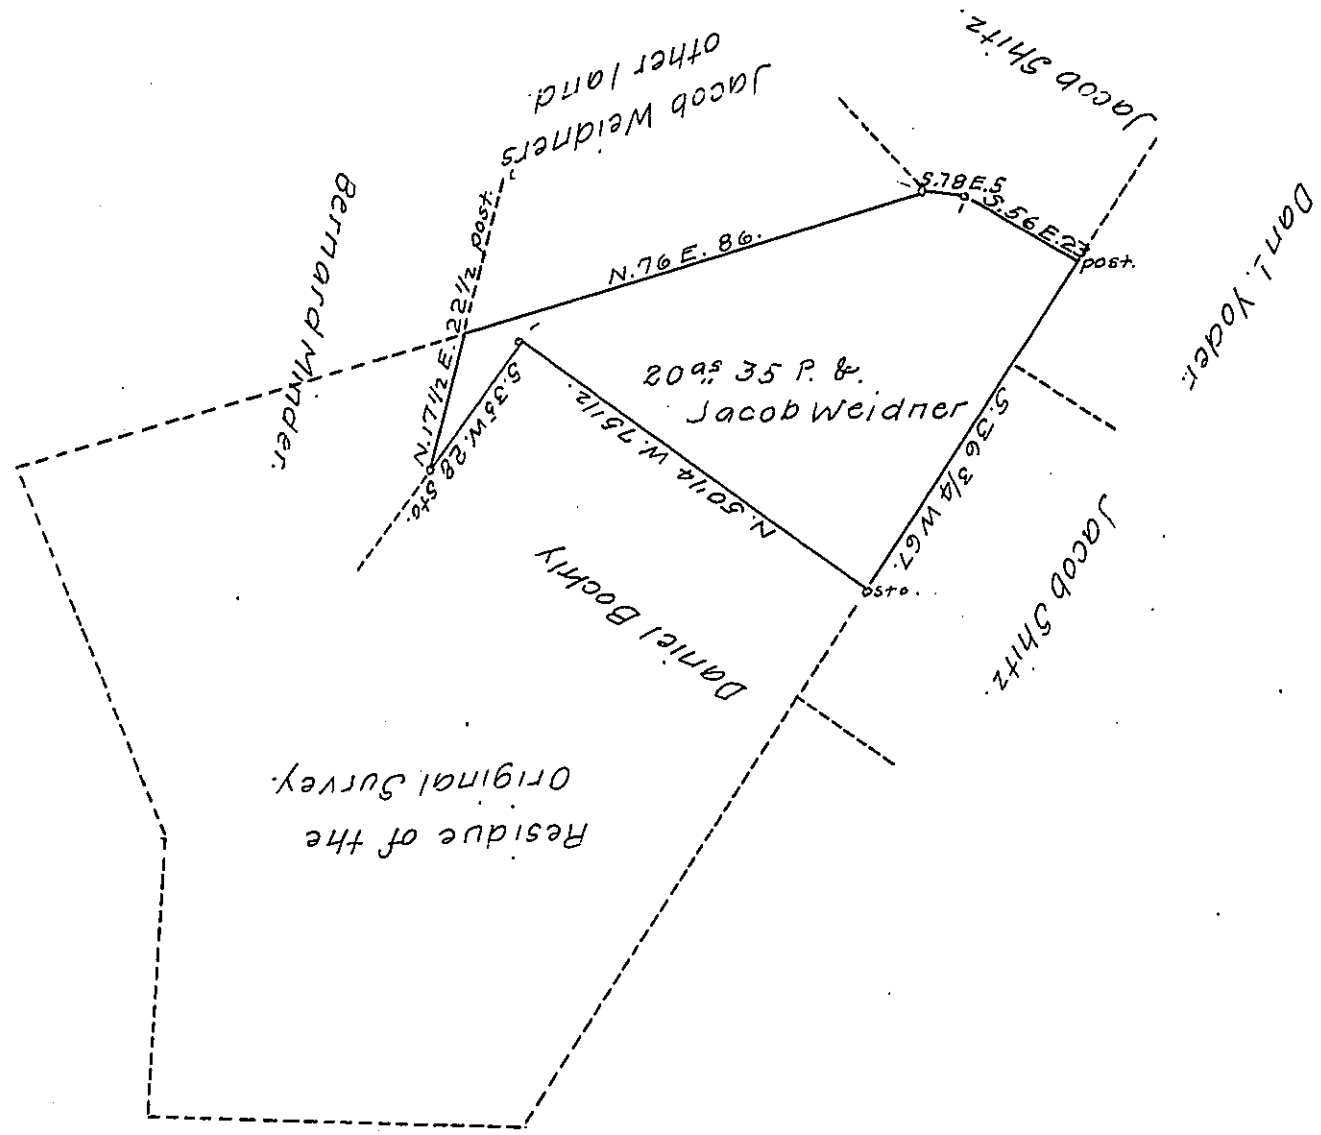 Jacob Shitz.
Jacob Weidners
other land.
Bernard Minder.
Dan'l. Yoder.
S.78 E.5
S.56 E.23
post.
N.76 E. 86.
N.17 1/2 E. 22 1/2 post.
S.35 W. 28 sto.
N. 50 1/4 W. 75 1/2.
20 as 35 P. &.
Jacob Weidner
S. 36 3/4 W 67.
sto.
Jacob Shitz.
Daniel Bochly
Residue of the
Original Survey.